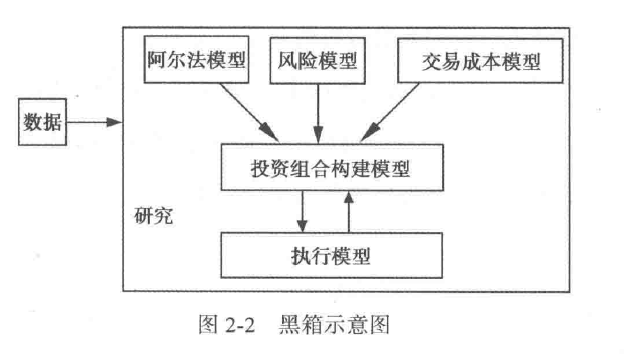 阿尔法模型
风险模型
交易成本模型
数据
投资组合构建模型
研究
执行模型
图 2-2 黑箱示意图